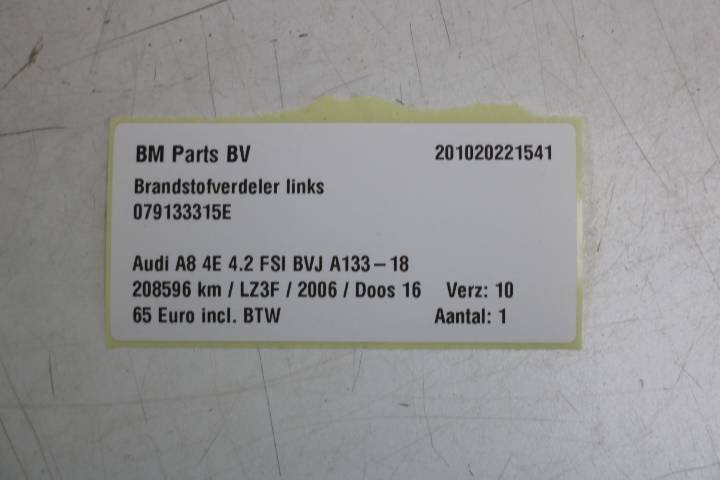 BM Parts BV 201020221541
Brandstofverdeler links
079133315E
Audi A8 4E 4.2 FSI BVJ A133-18
208596 km / LZ3F / 2006 / Doos 16 Verz: 10
65 Euro incl. BTW Aantal: 1